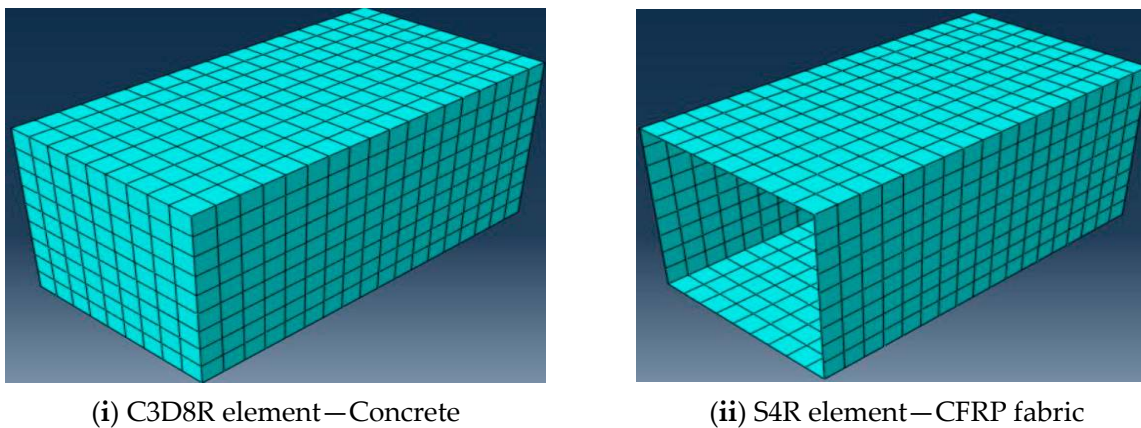 (i) C3D8R element—Concrete
(ii) S4R element—CFRP fabric